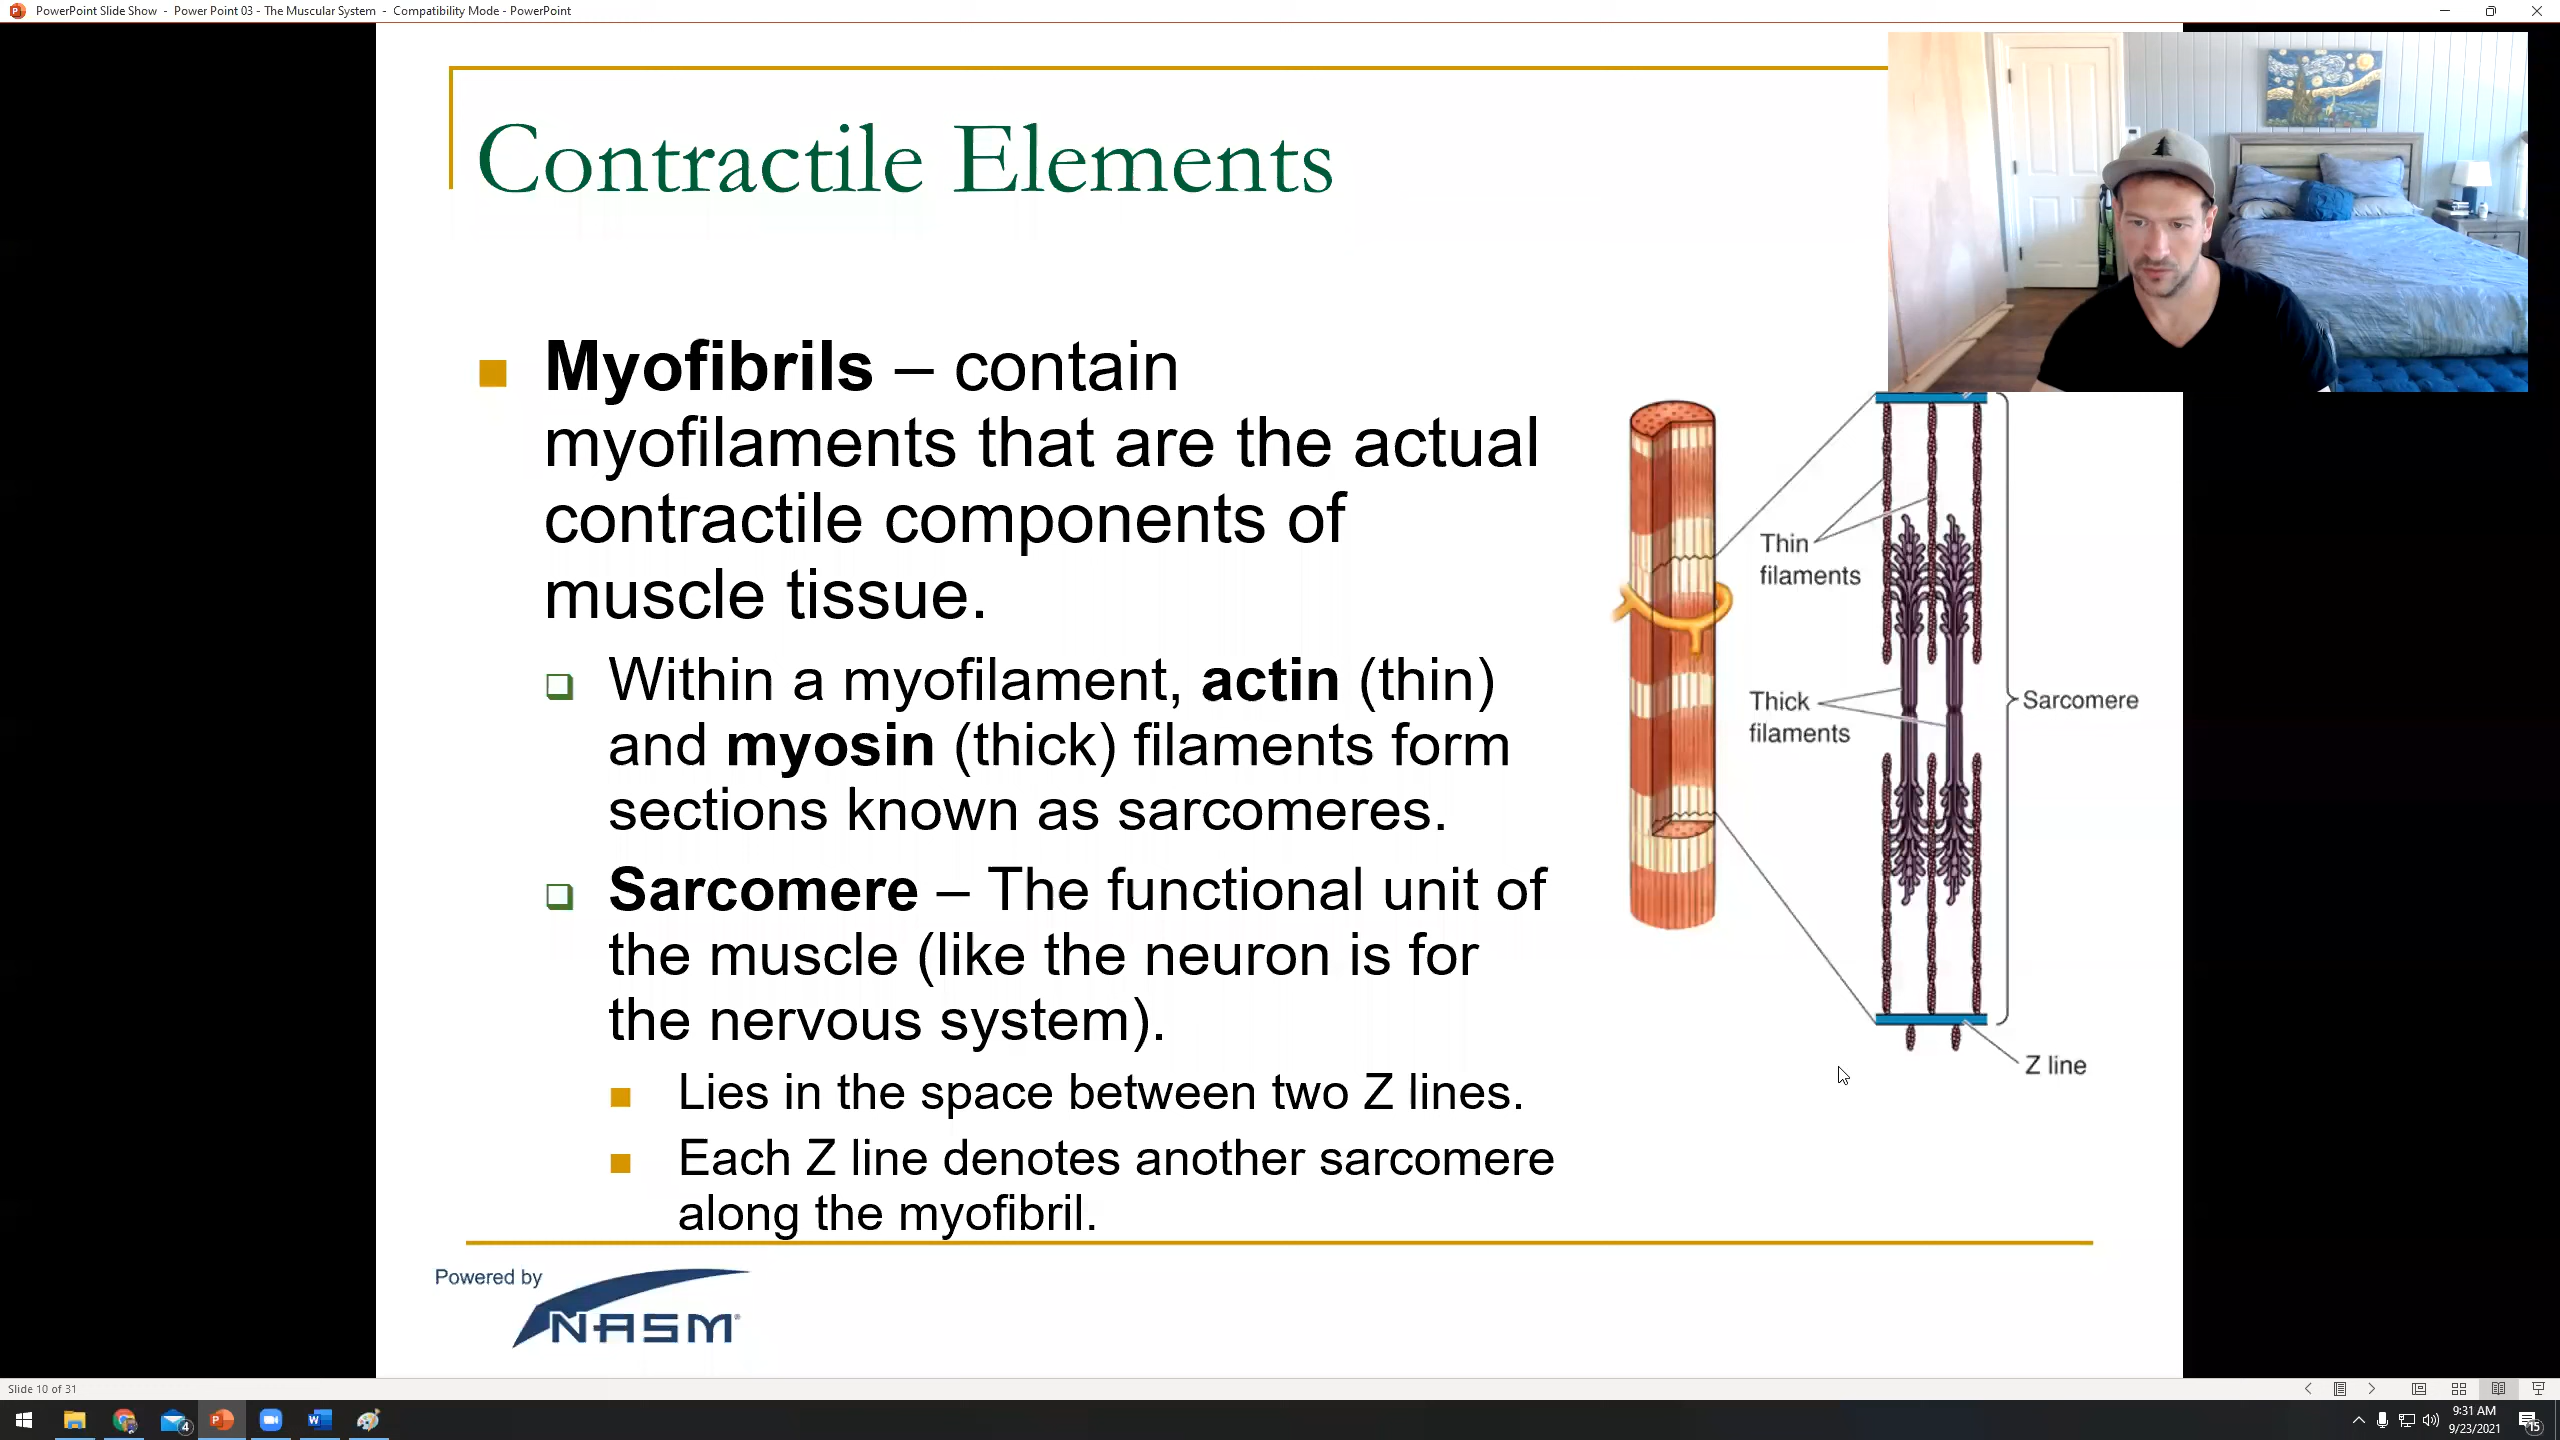 PowerPoint Slide Show - Power Point 03 - The Muscular System - Compatibility Mode - PowerPoint
Contractile Elements
Myofibrils – contain
myofilaments that are the actual
contractile components of
muscle tissue.
Within a myofilament, actin (thin)
and myosin (thick) filaments form
sections known as sarcomeres.
Sarcomere – The functional unit of
the muscle (like the neuron is for
the nervous system).
Lies in the space between two Z lines.
Each Z line denotes another sarcomere
along the myofibril.
Thin
filaments
Thick
filaments
Sarcomere
Z line
Powered by
NASM
Slide 10 of 31
4
9:31 AM
9/23/2021
15